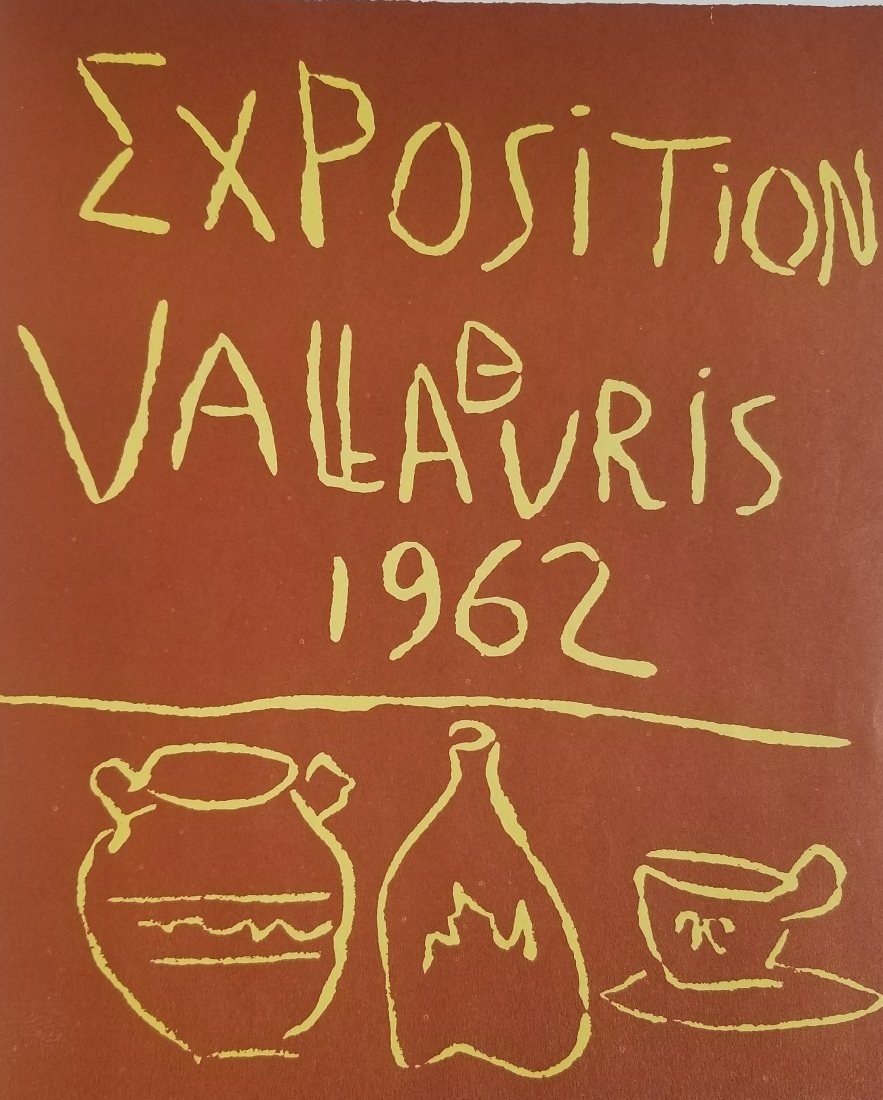 EXPOSITION
VALLAURIS
1962